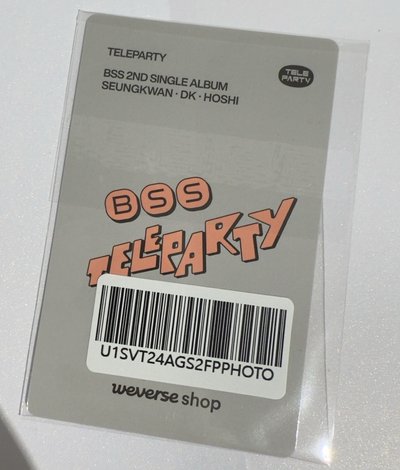 TELEPARTY
TELE
PARTY
BSS 2ND SINGLE ALBUM
SEUNGKWAN · DK · HOSHI
BSS
TELEPARTY
U1SVT24AGS2FPPHOTO
weverse shop